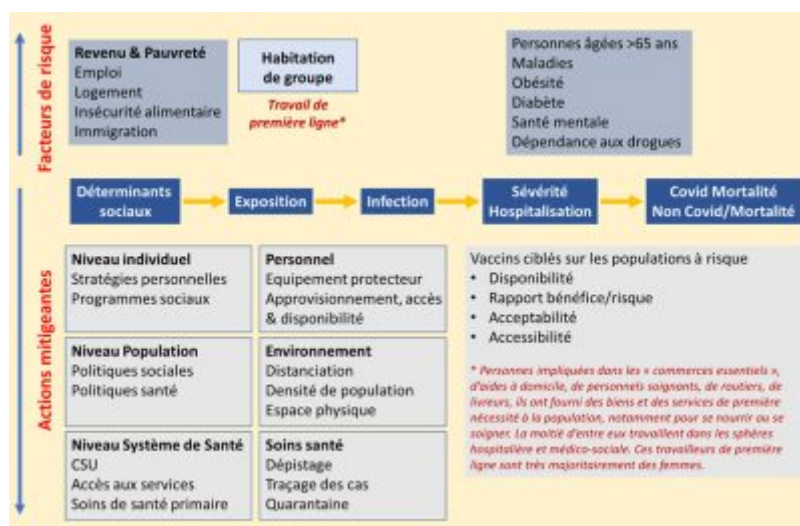 Facteurs de risque
Revenu & Pauvreté
Emploi
Logement
Insécurité alimentaire
Immigration
Habitation
de groupe
Travail de
première ligne*
Personnes âgées >65 ans
Maladies
Obésité
Diabète
Santé mentale
Dépendance aux drogues
Déterminants
sociaux
Exposition
Infection
Sévérité
Hospitalisation
Covid Mortalité
Non Covid/Mortalité
Actions mitigeantes
Niveau individuel
Stratégies personnelles
Programmes sociaux
Personnel
Equipement protecteur
Approvisionnement, accès
& disponibilité
Niveau Population
Politiques sociales
Politiques santé
Environnement
Distanciation
Densité de population
Espace physique
Niveau Système de Santé
CSU
Accès aux services
Soins de santé primaire
Soins santé
Dépistage
Traçage des cas
Quarantaine
Vaccins ciblés sur les populations à risque
• Disponibilité
• Rapport bénéfice/risque
• Acceptabilité
• Accessibilité
* Personnes impliquées dans les « commerces essentiels »,
d'aides à domicile, de personnels soignants, de routiers, de
livreurs, ils ont fourni des biens et des services de première
nécessité à la population, notamment pour se nourrir ou se
soigner. La moitié d'entre eux travaillent dans les sphères
hospitalière et médico-sociale. Ces travailleurs de première
ligne sont très majoritairement des femmes.